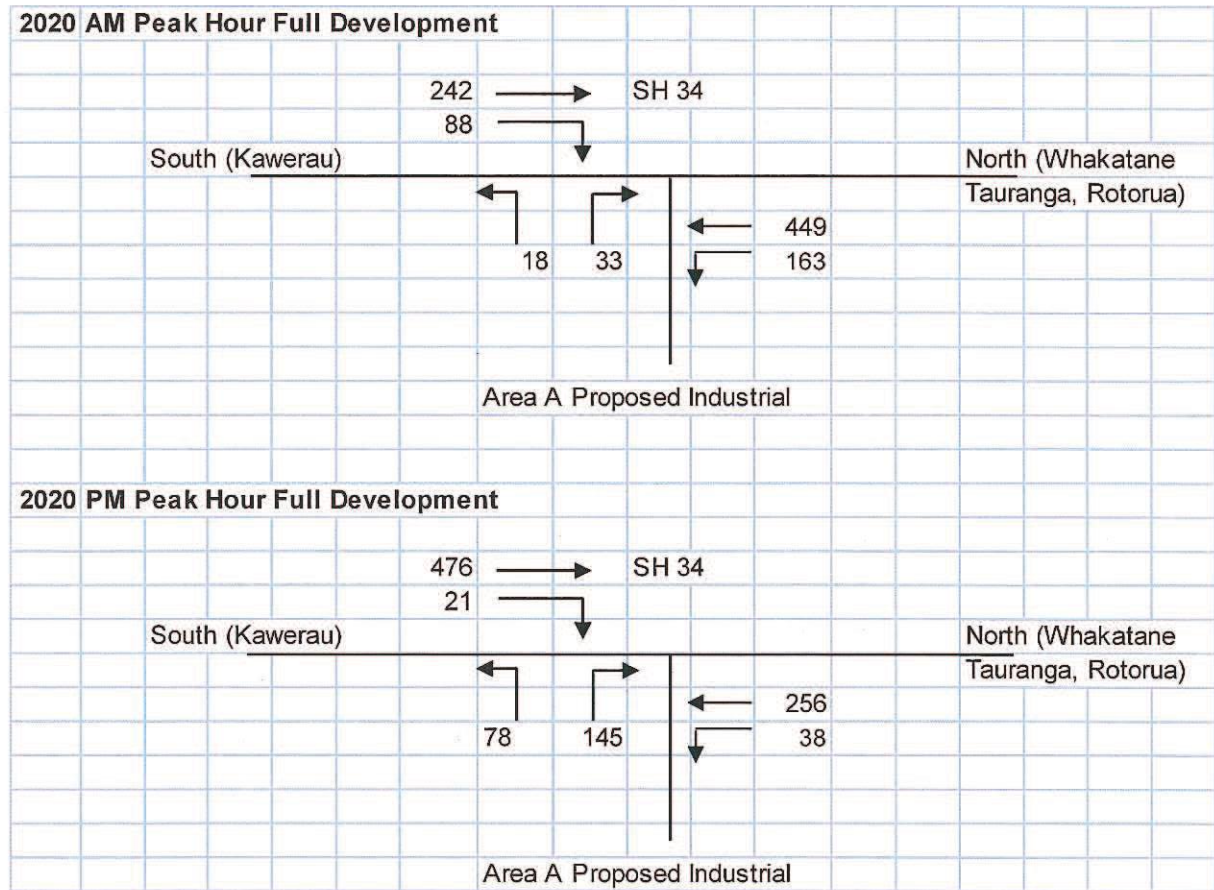 2020 AM Peak Hour Full Development
242 SH 34
88
South (Kawerau) North (Whakatane
Tauranga, Rotorua)
449
18 33 163
Area A Proposed Industrial
2020 PM Peak Hour Full Development
476 SH 34
21
South (Kawerau) North (Whakatane
Tauranga, Rotorua)
256
78 145 38
Area A Proposed Industrial